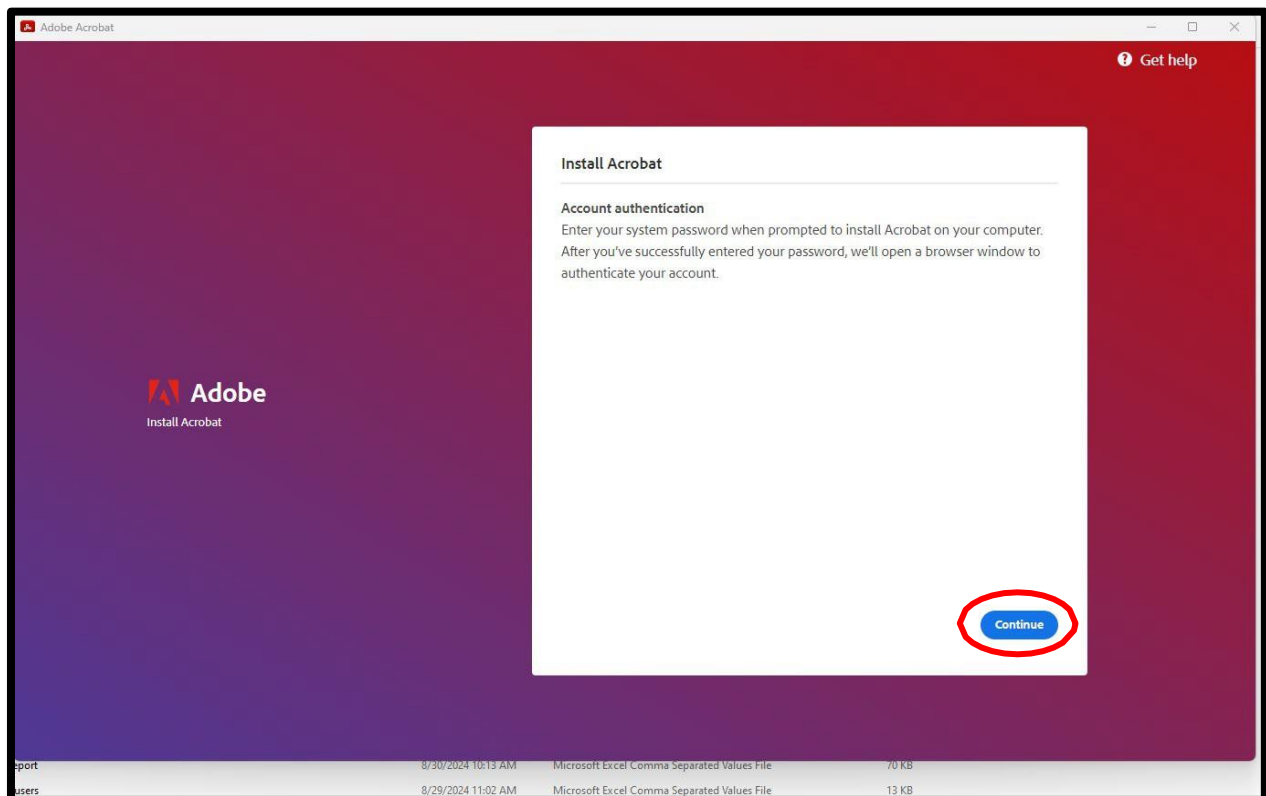 Adobe Acrobat
Get help
Install Acrobat
Account authentication
Enter your system password when prompted to install Acrobat on your computer.
After you've successfully entered your password, we'll open a browser window to
authenticate your account.
Adobe
Install Acrobat
Continue
eport 8/30/2024 10:13 AM Microsoft Excel Comma Separated Values File 70 KB
users 8/29/2024 11:02 AM Microsoft Excel Comma Separated Values File 13 KB